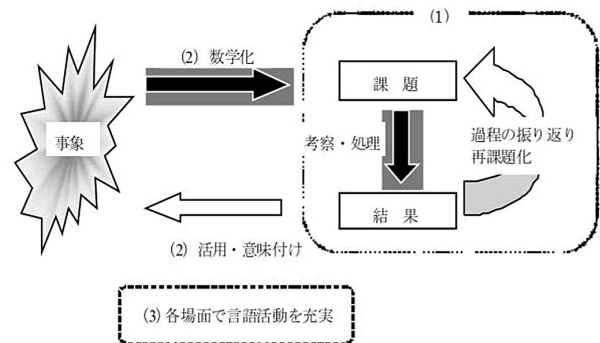 (1)
(2) 数学化
課 題
事象
考察・処理
過程の振り返り
再課題化
結 果
(2) 活用・意味付け
(3) 各場面で言語活動を充実